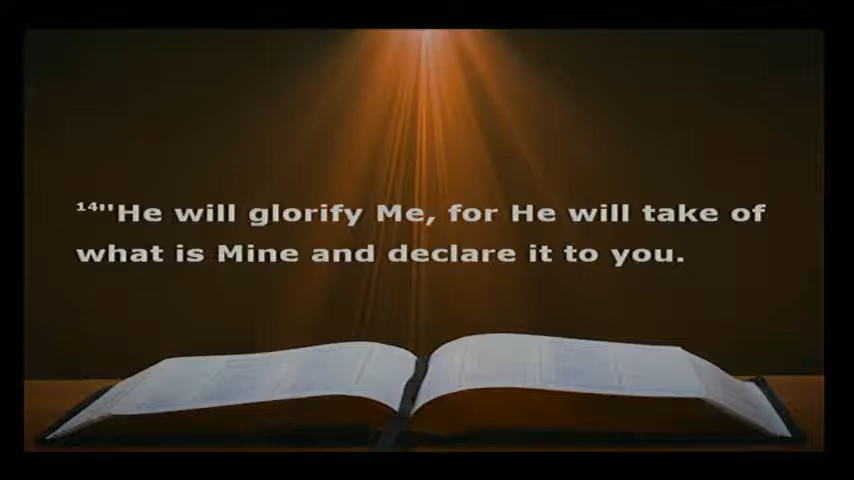 14"He will glorify Me, for He will take of
what is Mine and declare it to you.